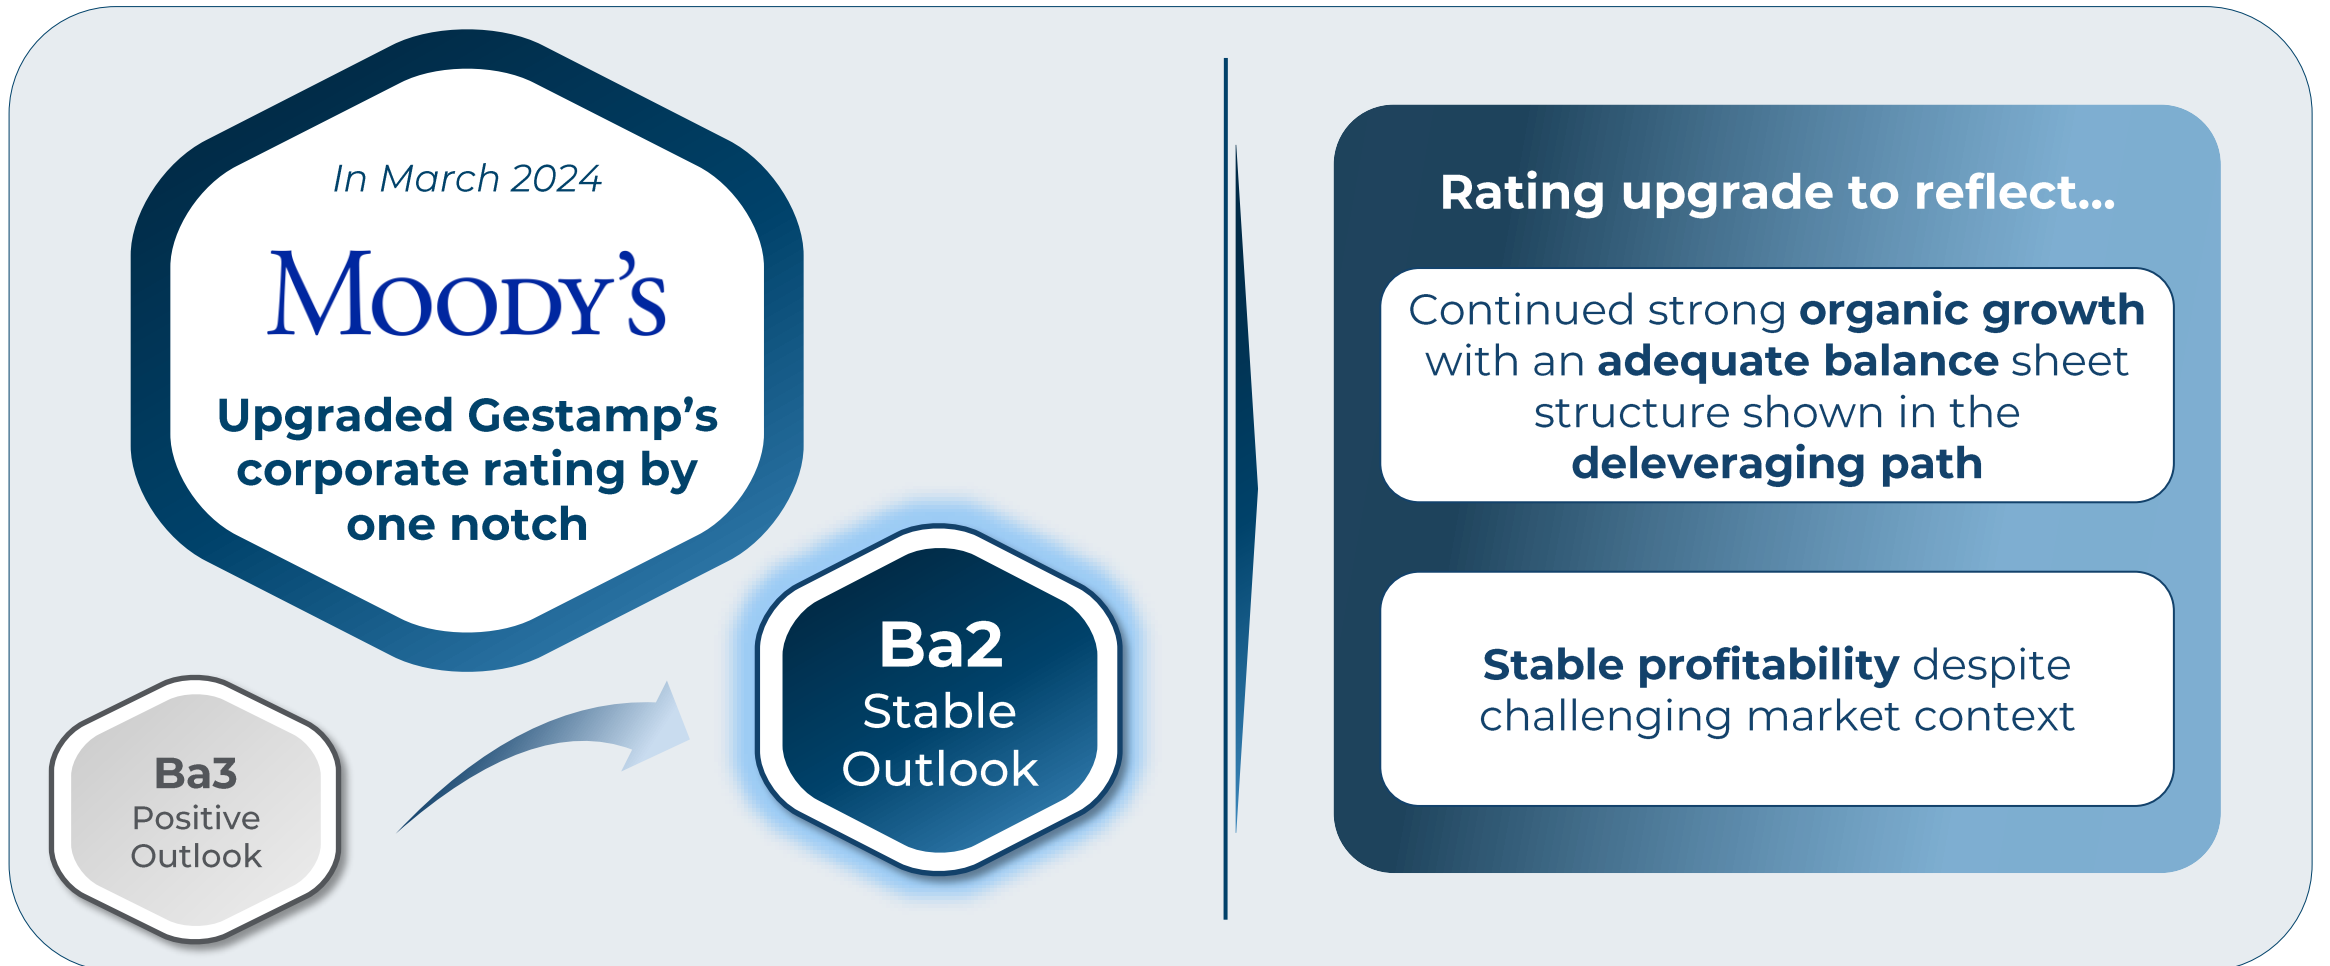 In March 2024
MOODY'S
Upgraded Gestamp’s
corporate rating by
one notch
Ba3
Positive
Outlook
Ba2
Stable
Outlook
Rating upgrade to reflect...
Continued strong organic growth
with an adequate balance sheet
structure shown in the
deleveraging path
Stable profitability despite
challenging market context